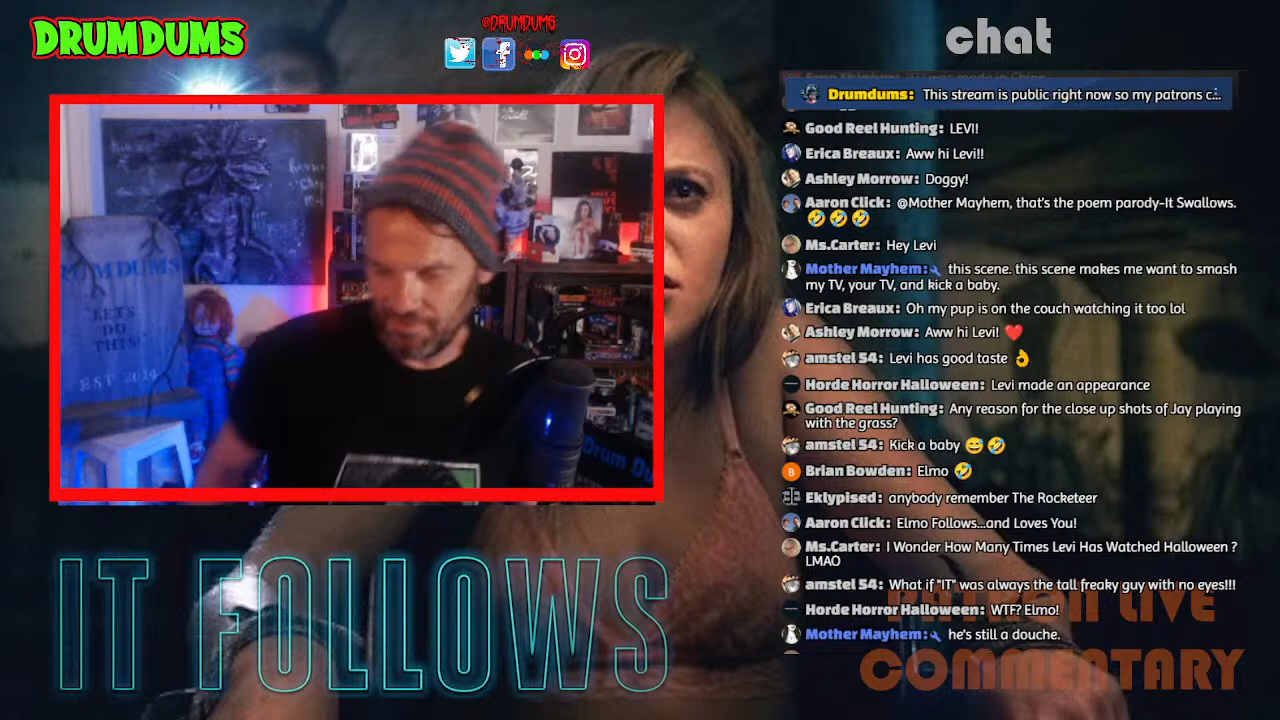 DRUMDUMS
@DRUMDUMS
chat
Drumdums: This stream is public right now so my patrons c...
Good Reel Hunting: LEVI!
Erica Breaux: Aww hi Levi!!
Ashley Morrow: Doggy!
Aaron Click: @Mother Mayhem, that's the poem parody-It Swallows.
🤣🤣🤣
Ms.Carter: Hey Levi
Mother Mayhem: this scene. this scene makes me want to smash
my TV, your TV, and kick a baby.
Erica Breaux: Oh my pup is on the couch watching it too lol
Ashley Morrow: Aww hi Levi! ❤️
amstel 54: Levi has good taste 👌
Horde Horror Halloween: Levi made an appearance
Good Reel Hunting: Any reason for the close up shots of Jay playing
with the grass?
amstel 54: Kick a baby 😅🤣
Brian Bowden: Elmo 🤣
Eklypised: anybody remember The Rocketeer
Aaron Click: Elmo Follows...and Loves You!
Ms.Carter: I Wonder How Many Times Levi Has Watched Halloween ?
LMAO
amstel 54: What if "IT" was always the tall freaky guy with no eyes!!!
Horde Horror Halloween: WTF? Elmo!
Mother Mayhem: he's still a douche.
LETS
DO
THIS!
EST 2014
IT FOLLOWS
PATREON LIVE
COMMENTARY